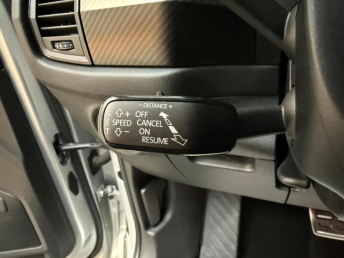 - DISTANCE +
SET + OFF
SPEED CANCEL
- ON
RESUME